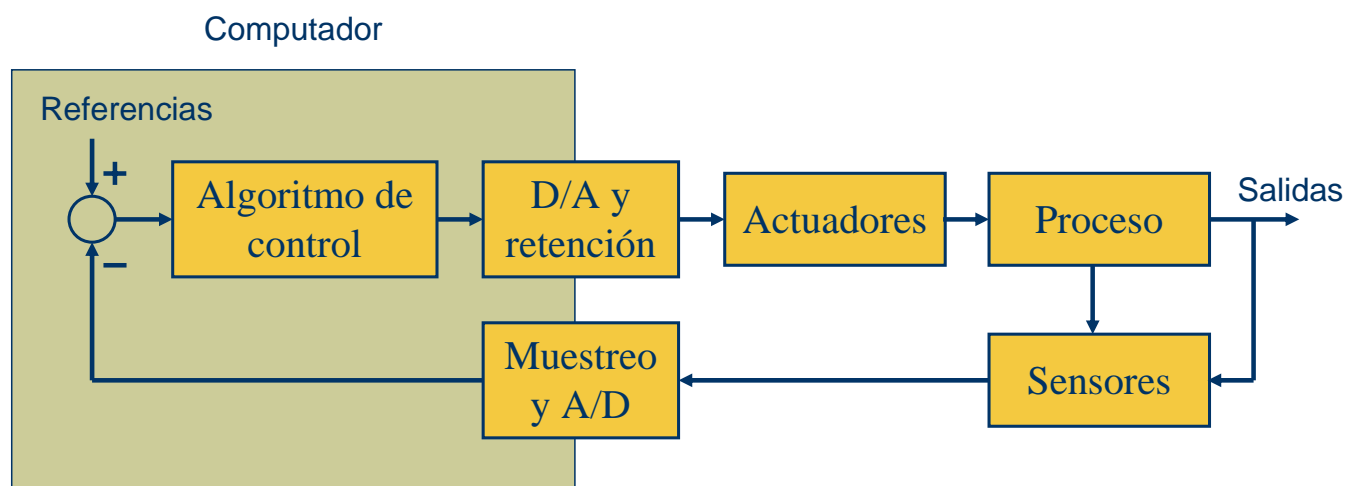 Computador
Referencias
+
Algoritmo de
control
D/A y
retención
Actuadores
Proceso
Salidas
−
Muestreo
y A/D
Sensores